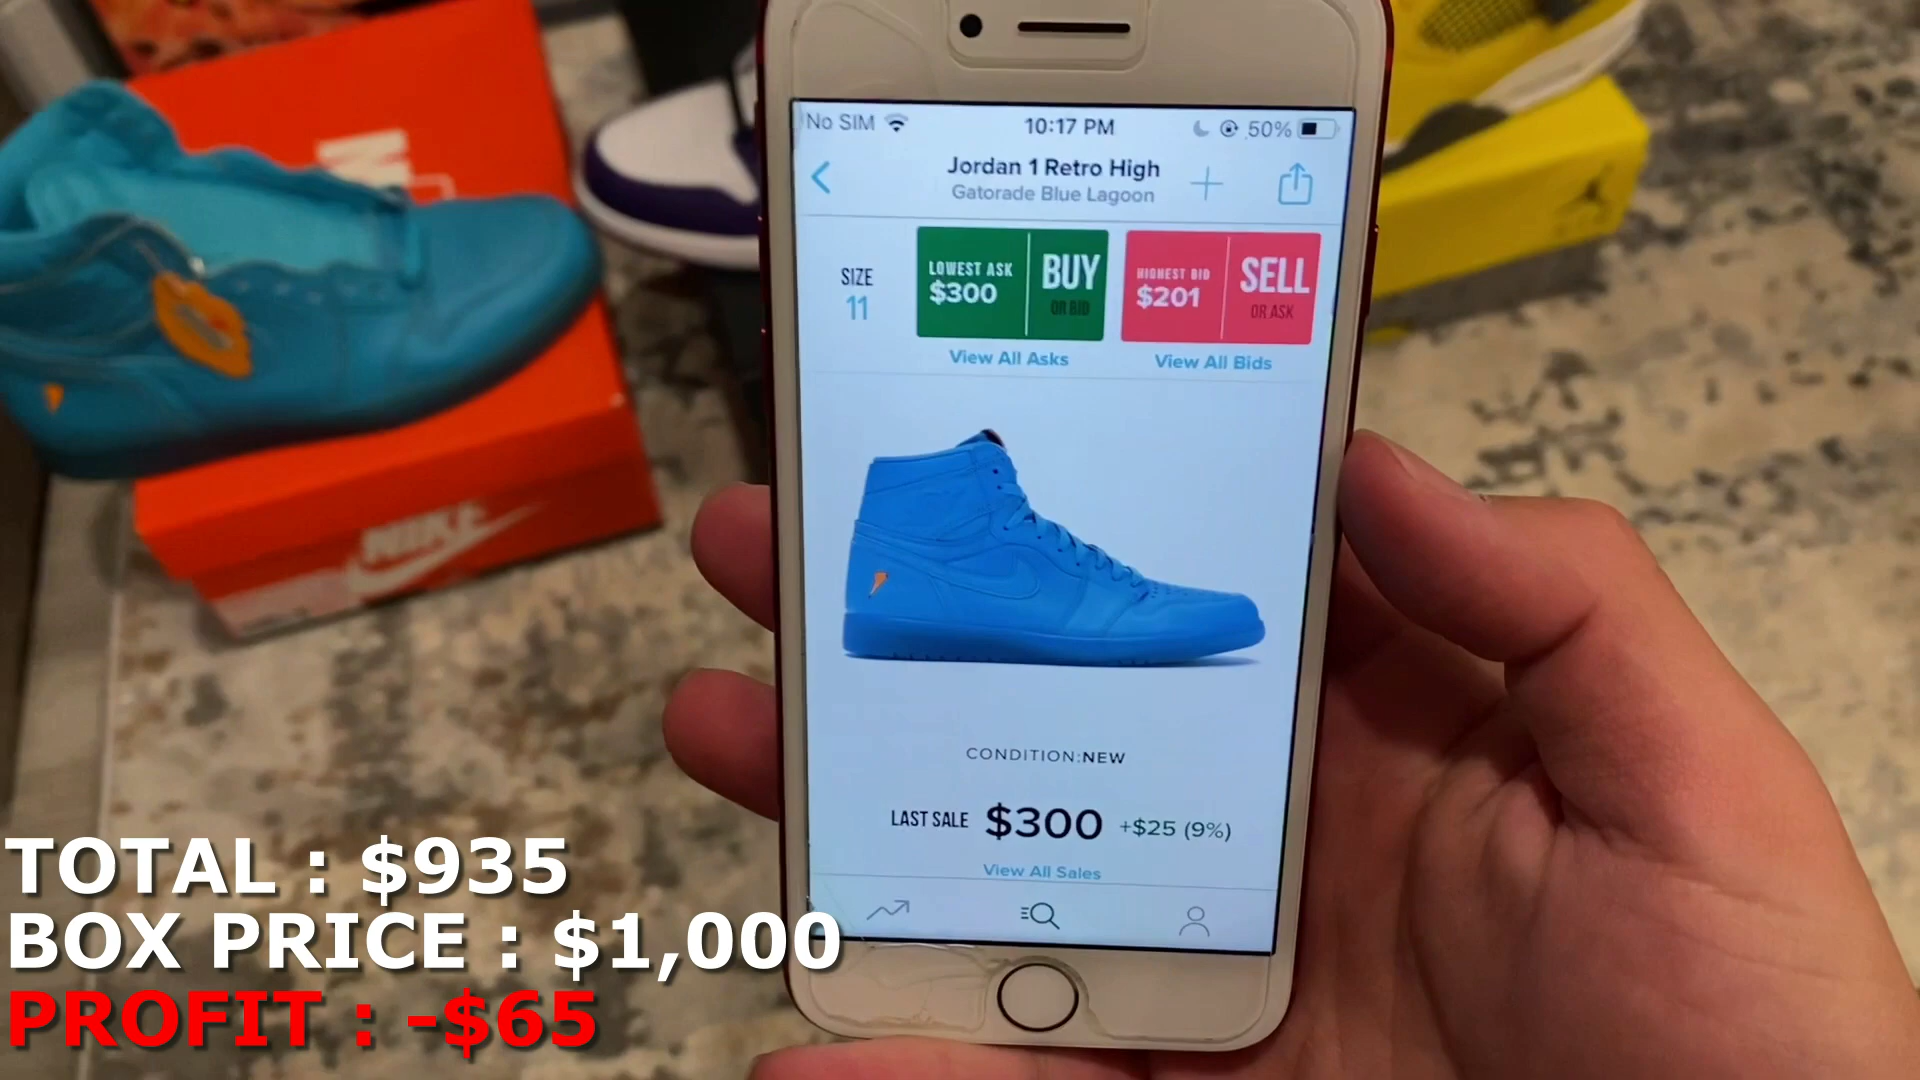 No SIM 10:17 PM 50%
Jordan 1 Retro High
Gatorade Blue Lagoon
SIZE
11
LOWEST ASK
$300
BUY
OR BID
HIGHEST BID
$201
SELL
OR ASK
View All Asks
View All Bids
NIKE
CONDITION:NEW
LAST SALE $300 +$25 (9%)
View All Sales
TOTAL : $935
BOX PRICE : $1,000
PROFIT : -$65